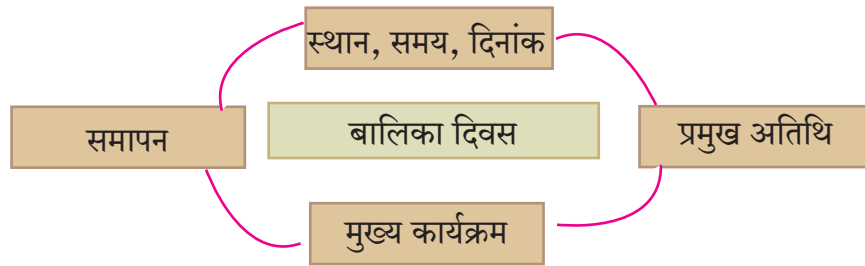 स्थान, समय, दिनांक
समापन
बालिका दिवस
प्रमुख अतिथि
मुख्य कार्यक्रम